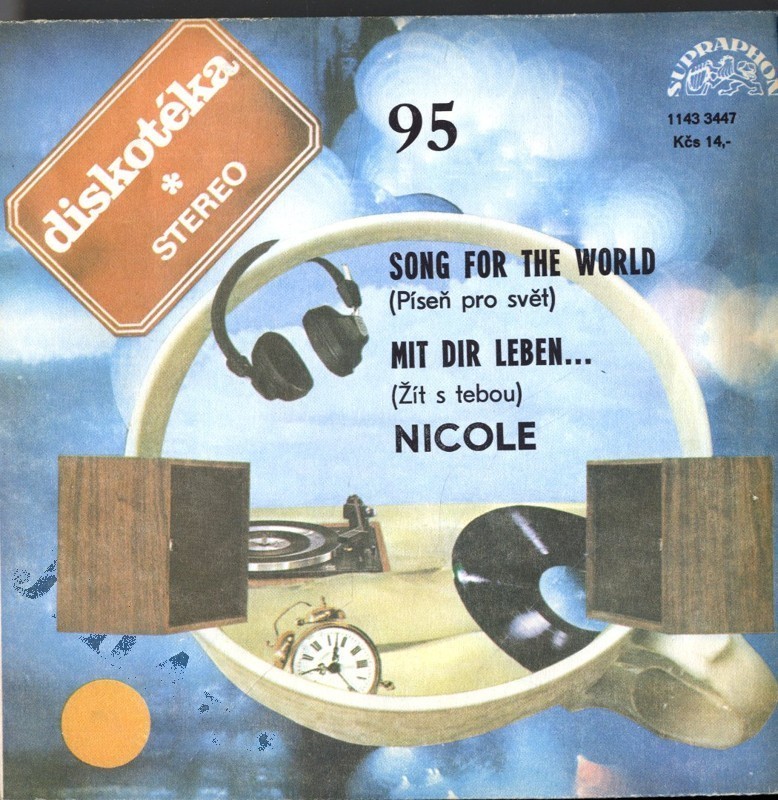 diskotéka
*
STEREO
95
SUPRAPHON
1143 3447
Kčs 14,-
SONG FOR THE WORLD
(Píseň pro svět)
MIT DIR LEBEN...
(Žít s tebou)
NICOLE